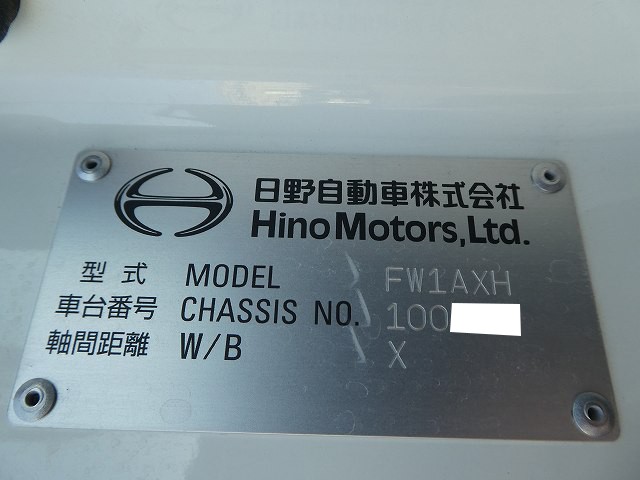 日野自動車株式会社
Hino Motors, Ltd.
型式 MODEL FW1AXH
車台番号 CHASSIS NO. 100
軸間距離 W/B X